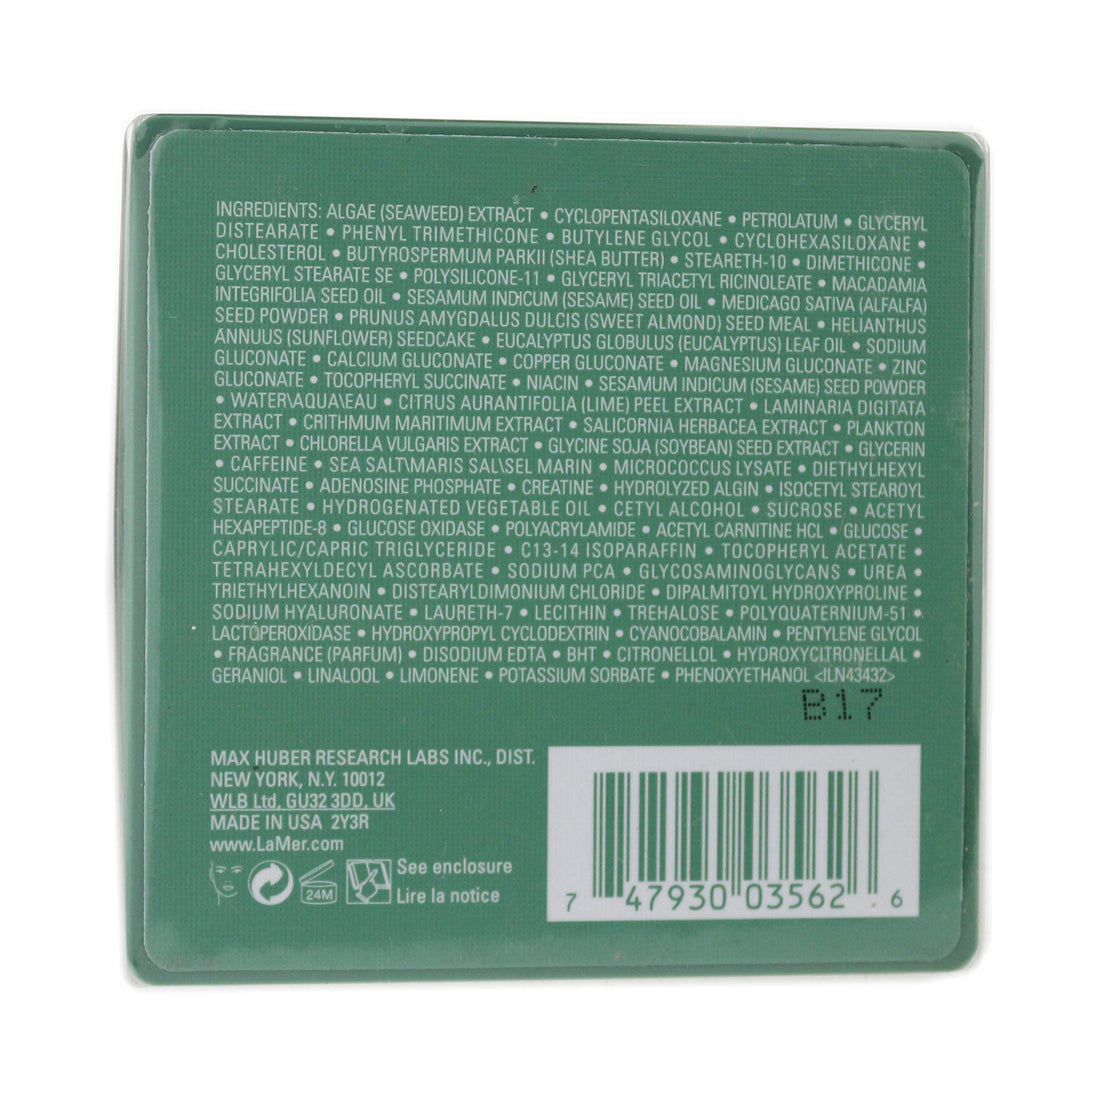 INGREDIENTS: ALGAE (SEAWEED) EXTRACT • CYCLOPENTASILOXANE • PETROLATUM • GLYCERYL
DISTEARATE • PHENYL TRIMETHICONE • BUTYLENE GLYCOL • CYCLOHEXASILOXANE •
CHOLESTEROL • BUTYROSPERMUM PARKII (SHEA BUTTER) • STEARETH-10 • DIMETHICONE •
GLYCERYL STEARATE SE • POLYSILICONE-11 • GLYCERYL TRIACETYL RICINOLEATE • MACADAMIA
INTEGRIFOLIA SEED OIL • SESAMUM INDICUM (SESAME) SEED OIL • MEDICAGO SATIVA (ALFALFA)
SEED POWDER • PRUNUS AMYGDALUS DULCIS (SWEET ALMOND) SEED MEAL • HELIANTHUS
ANNUUS (SUNFLOWER) SEEDCAKE • EUCALYPTUS GLOBULUS (EUCALYPTUS) LEAF OIL • SODIUM
GLUCONATE • CALCIUM GLUCONATE • COPPER GLUCONATE • MAGNESIUM GLUCONATE • ZINC
GLUCONATE • TOCOPHERYL SUCCINATE • NIACIN • SESAMUM INDICUM (SESAME) SEED POWDER
• WATER\AQUA\EAU • CITRUS AURANTIFOLIA (LIME) PEEL EXTRACT • LAMINARIA DIGITATA
EXTRACT • CRITHMUM MARITIMUM EXTRACT • SALICORNIA HERBACEA EXTRACT • PLANKTON
EXTRACT • CHLORELLA VULGARIS EXTRACT • GLYCINE SOJA (SOYBEAN) SEED EXTRACT • GLYCERIN
• CAFFEINE • SEA SALT\MARIS SAL\SEL MARIN • MICROCOCCUS LYSATE • DIETHYLHEXYL
SUCCINATE • ADENOSINE PHOSPHATE • CREATINE • HYDROLYZED ALGIN • ISOCETYL STEAROYL
STEARATE • HYDROGENATED VEGETABLE OIL • CETYL ALCOHOL • SUCROSE • ACETYL
HEXAPEPTIDE-8 • GLUCOSE OXIDASE • POLYACRYLAMIDE • ACETYL CARNITINE HCL • GLUCOSE •
CAPRYLIC/CAPRIC TRIGLYCERIDE • C13-14 ISOPARAFFIN • TOCOPHERYL ACETATE •
TETRAHEXYLDECYL ASCORBATE • SODIUM PCA • GLYCOSAMINOGLYCANS • UREA •
TRIETHYLHEXANOIN • DISTEARYLDIMONIUM CHLORIDE • DIPALMITOYL HYDROXYPROLINE •
SODIUM HYALURONATE • LAURETH-7 • LECITHIN • TREHALOSE • POLYQUATERNIUM-51 •
LACTOPEROXIDASE • HYDROXYPROPYL CYCLODEXTRIN • CYANOCOBALAMIN • PENTYLENE GLYCOL
• FRAGRANCE (PARFUM) • DISODIUM EDTA • BHT • CITRONELLOL • HYDROXYCITRONELLAL •
GERANIOL • LINALOOL • LIMONENE • POTASSIUM SORBATE • PHENOXYETHANOL <ILN43432>
B17
MAX HUBER RESEARCH LABS INC., DIST.
NEW YORK, N.Y. 10012
WLB Ltd, GU32 3DD, UK
MADE IN USA 2Y3R
www.LaMer.com
24M
See enclosure
Lire la notice
7 47930 03562 6